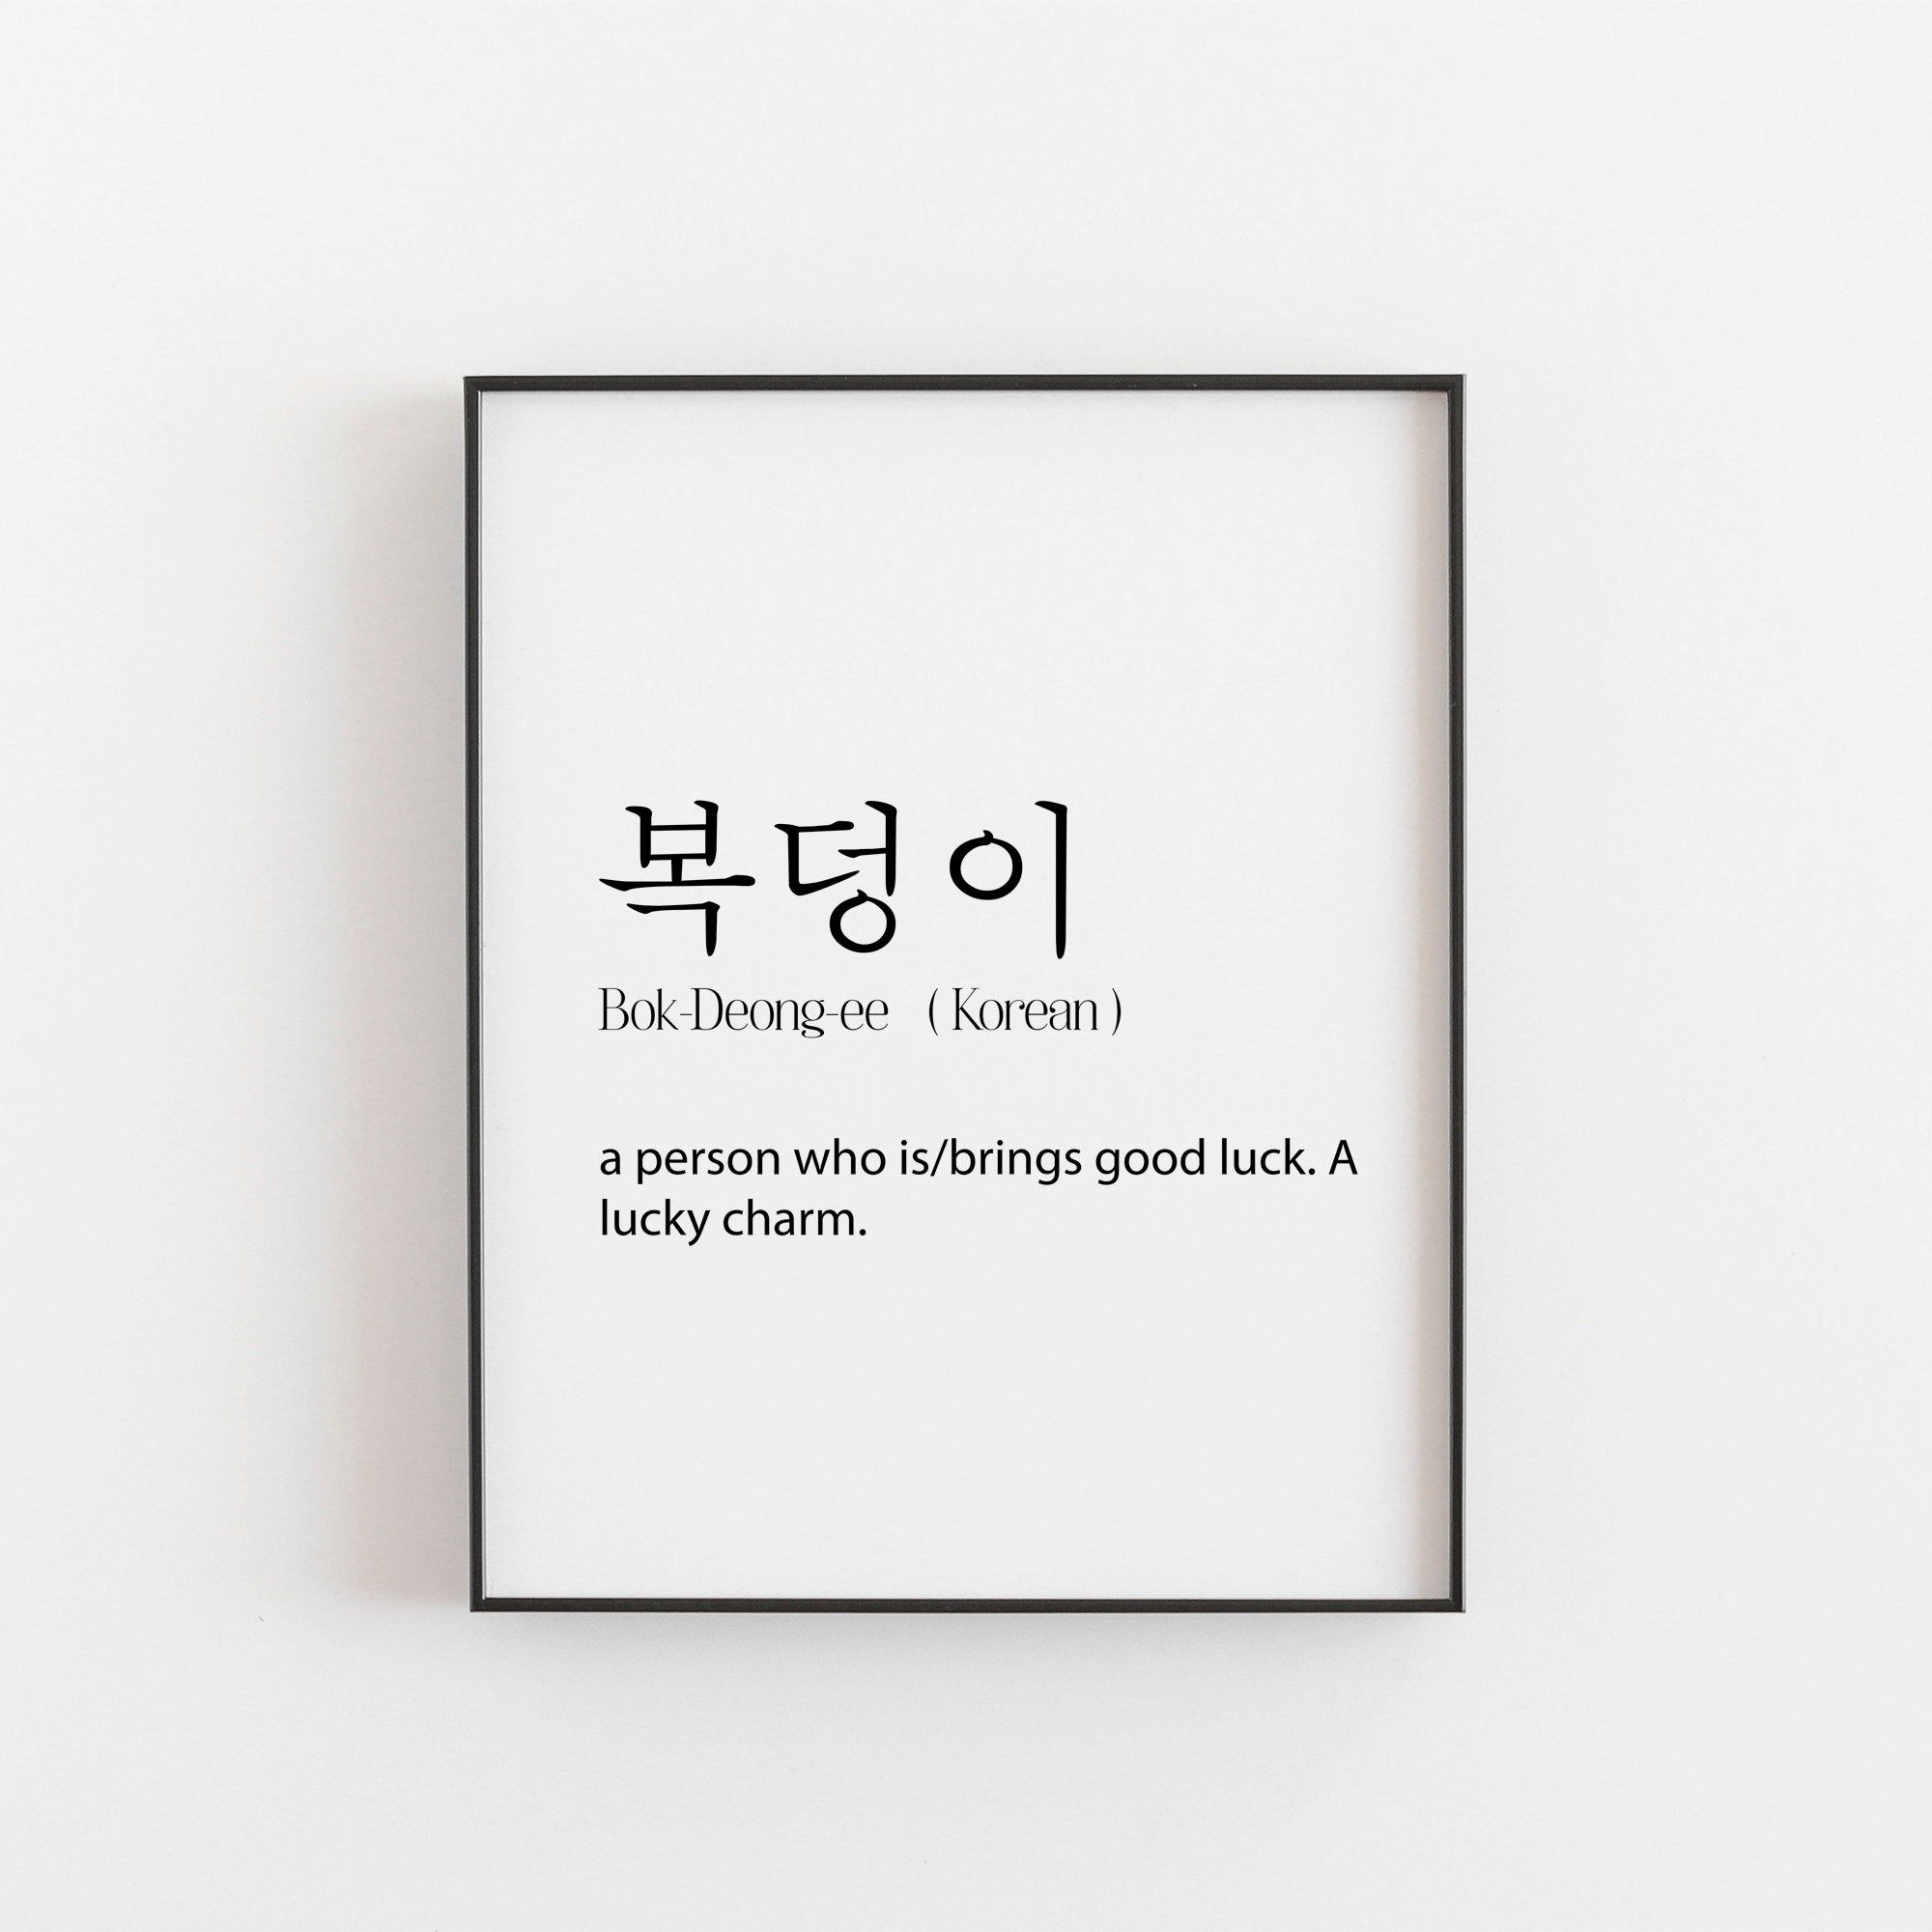 복덩이
Bok-Deong-ee ( Korean )
a person who is/brings good luck. A
lucky charm.